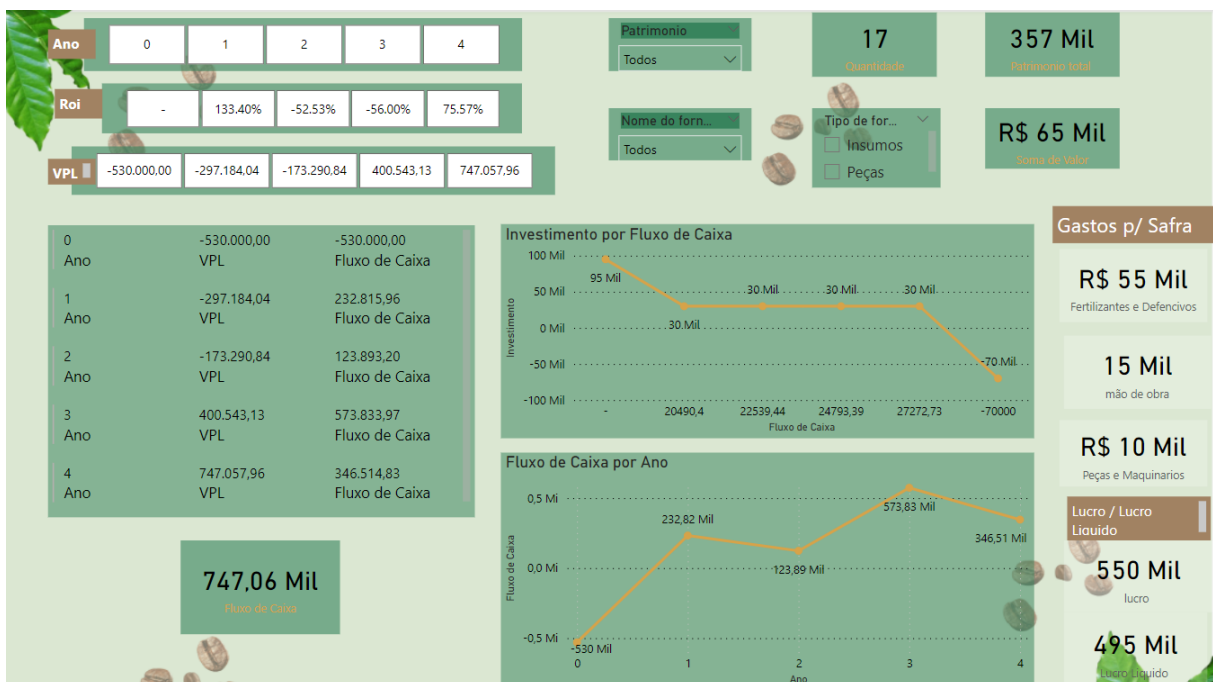 Ano 0 1 2 3 4
Roi - 133.40% -52.53% -56.00% 75.57%
VPL -530.000,00 -297.184,04 -173.290,84 400.543,13 747.057,96
Patrimonio
Todos
Nome do forn...
Todos
17
Quantidade
357 Mil
Patrimonio total
Tipo de for...
Insumos
Peças
R$ 65 Mil
Soma de Valor
0 -530.000,00 -530.000,00
Ano VPL Fluxo de Caixa
1 -297.184,04 232.815,96
Ano VPL Fluxo de Caixa
2 -173.290,84 123.893,20
Ano VPL Fluxo de Caixa
3 400.543,13 573.833,97
Ano VPL Fluxo de Caixa
4 747.057,96 346.514,83
Ano VPL Fluxo de Caixa
747,06 Mil
Fluxo de Caixa
Investimento por Fluxo de Caixa
100 Mil
50 Mil
0 Mil
-50 Mil
-100 Mil
Investimento
95 Mil
30 Mil
30 Mil
30 Mil
30 Mil
-70 Mil
- 20490,4 22539,44 24793,39 27272,73 -70000
Fluxo de Caixa
Fluxo de Caixa por Ano
0,5 Mi
0,0 Mi
-0,5 Mi
Fluxo de Caixa
-530 Mil
232,82 Mil
123,89 Mil
573,83 Mil
346,51 Mil
0 1 2 3 4
Ano
Gastos p/ Safra
R$ 55 Mil
Fertilizantes e Defencivos
15 Mil
mão de obra
R$ 10 Mil
Peças e Maquinarios
Lucro / Lucro
Liquido
550 Mil
lucro
495 Mil
Lucro Liquido